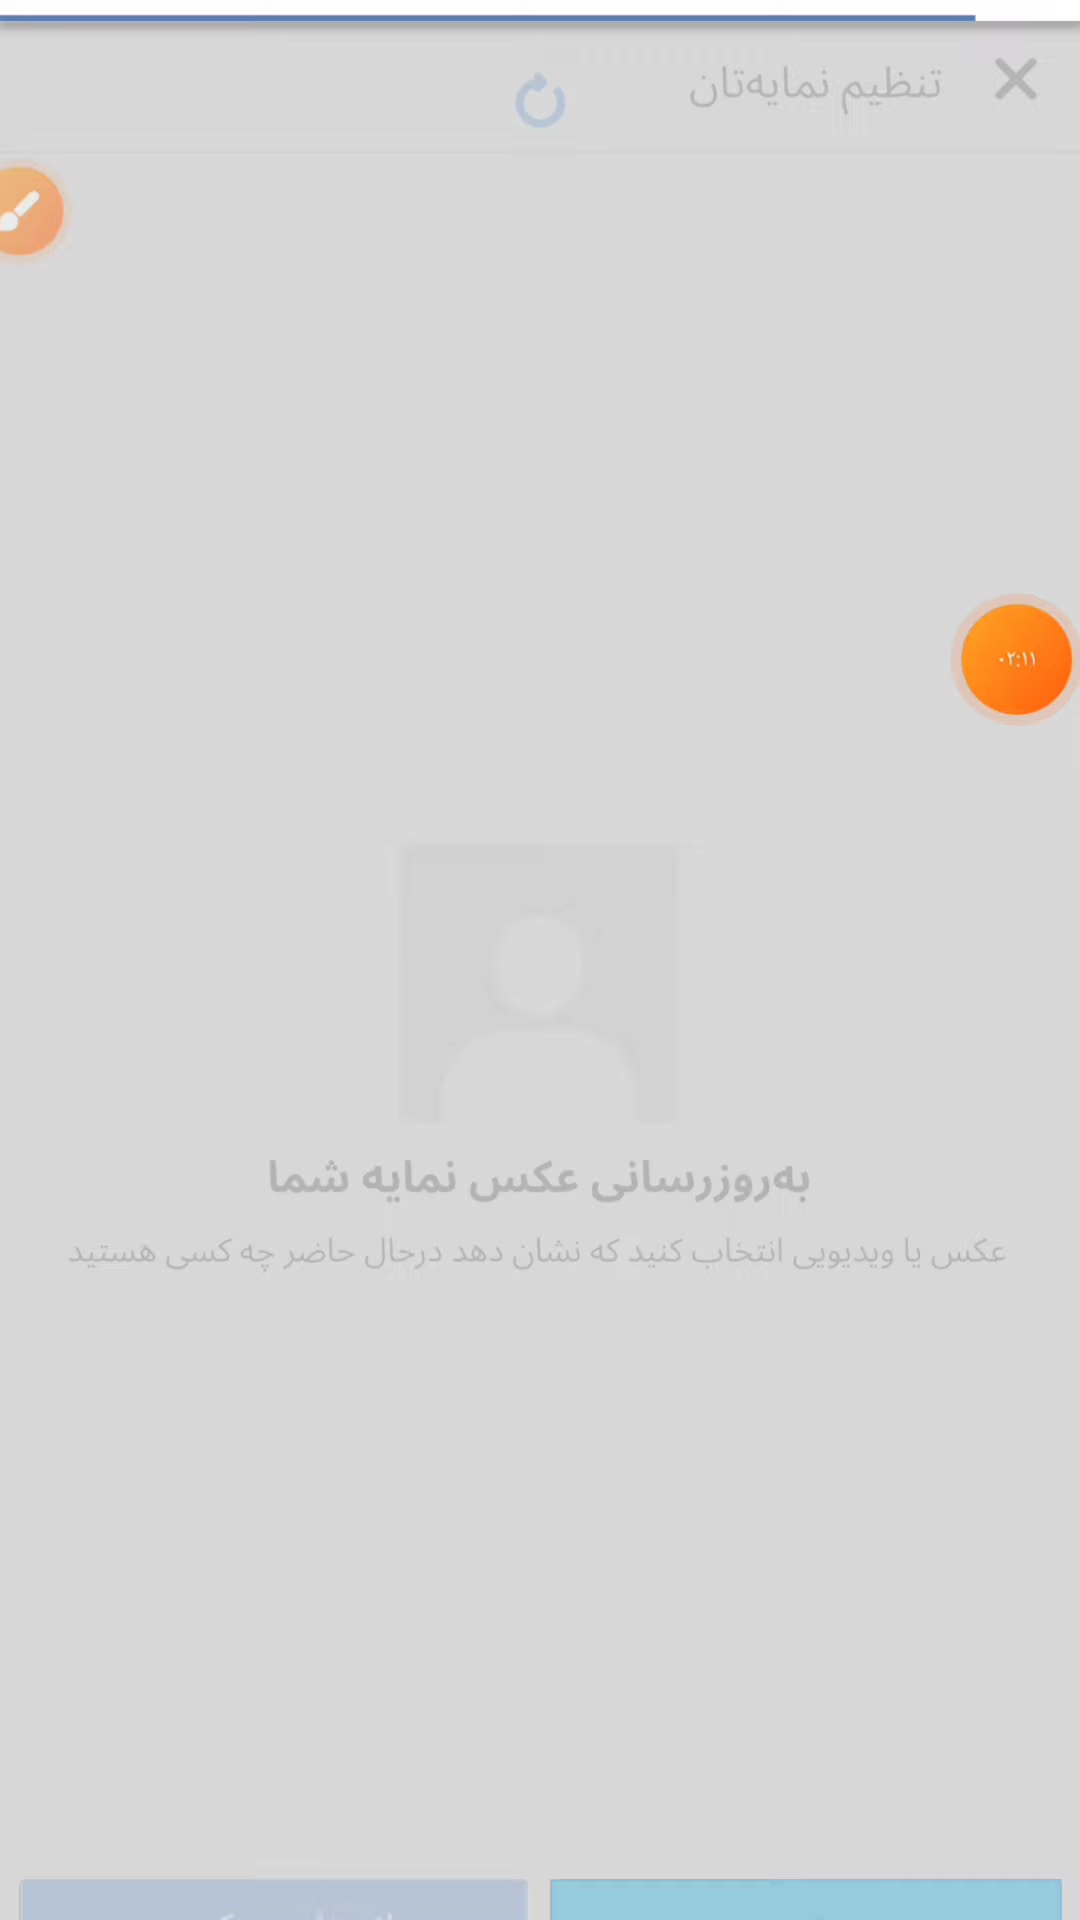 تنظیم نمایه‌تان
۰۲:۱۱
به‌روزرسانی عکس نمایه شما
عکس یا ویدیویی انتخاب کنید که نشان دهد درحال حاضر چه کسی هستید